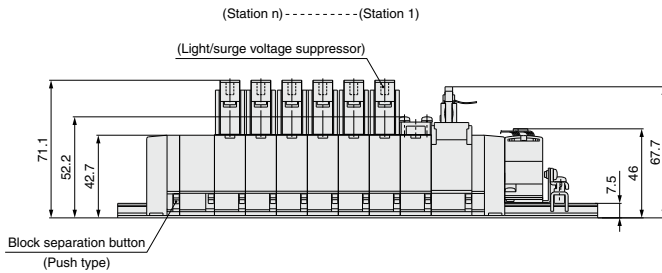 (Station n) ----------- (Station 1)
(Light/surge voltage suppressor)
71.1
52.2
42.7
7.5
46
67.7
Block separation button
(Push type)